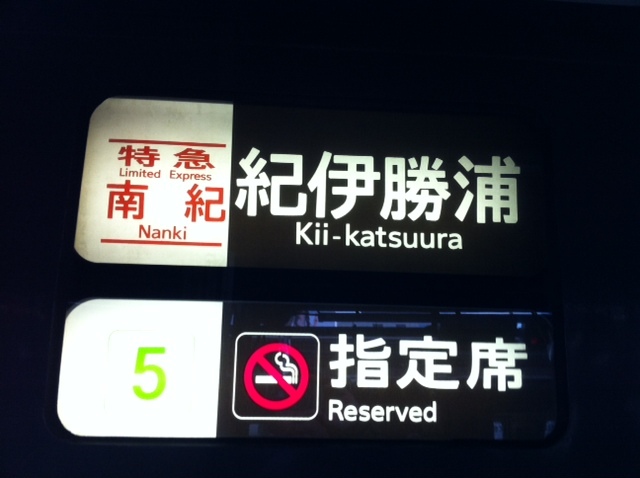 特急
Limited Express
南紀
Nanki
紀伊勝浦
Kii-katsuura
5
指定席
Reserved